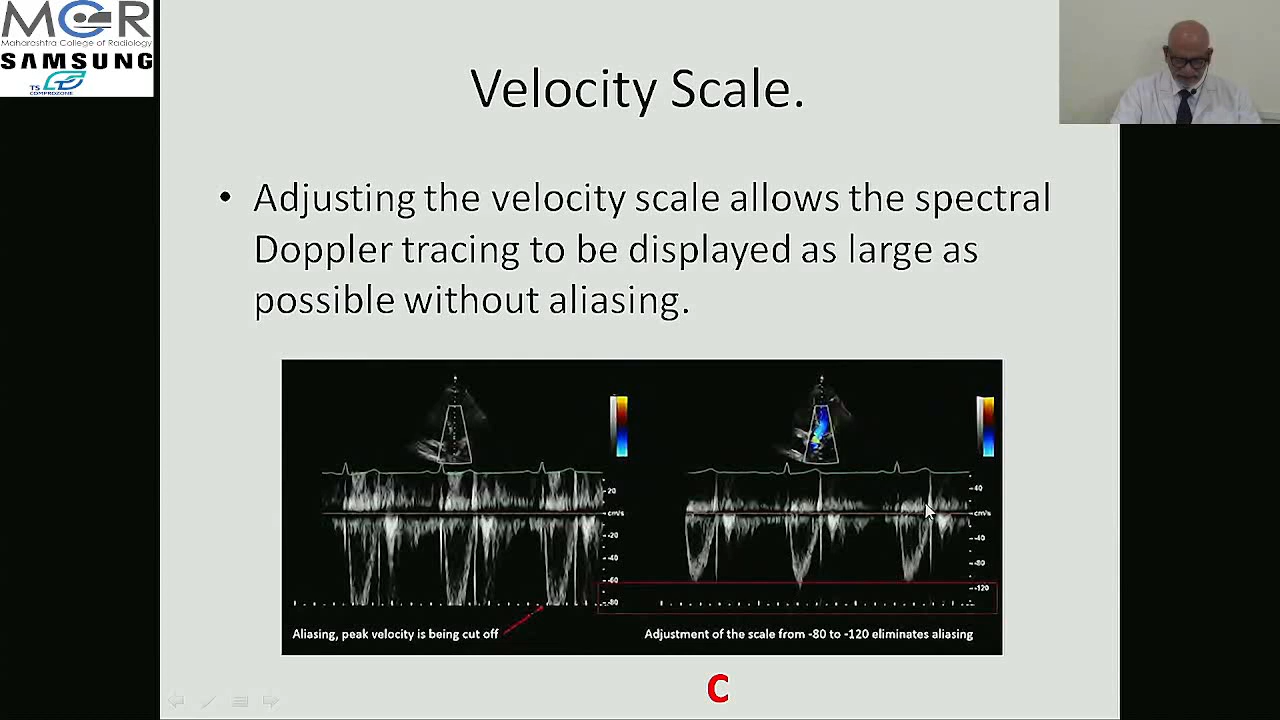 MCR
Maharashtra College of Radiology
SAMSUNG
TS
COMPROZONE
Velocity Scale.
• Adjusting the velocity scale allows the spectral
Doppler tracing to be displayed as large as
possible without aliasing.
20
cm/s
-20
-40
-60
-80
Aliasing, peak velocity is being cut off
40
cm/s
-40
-80
-120
Adjustment of the scale from -80 to -120 eliminates aliasing
C